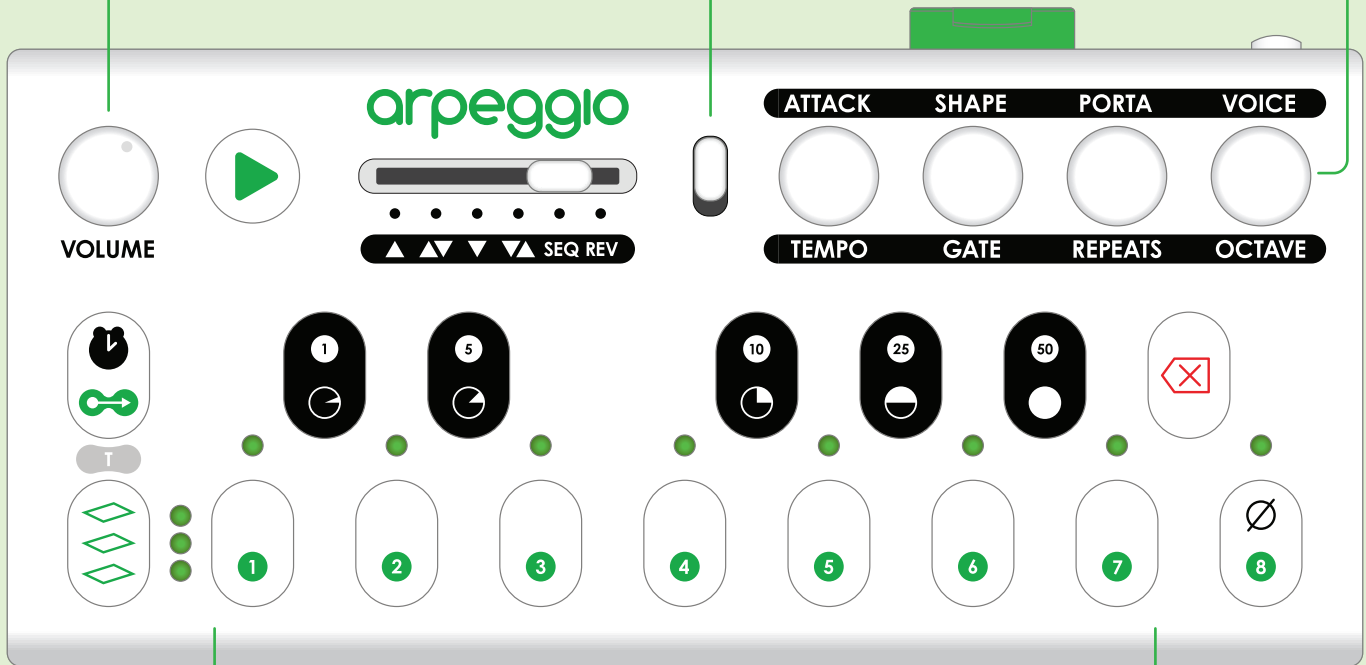 arpeggio
ATTACK SHAPE PORTA VOICE
VOLUME
SEQ REV
TEMPO GATE REPEATS OCTAVE
1 5 10 25 50
T
1 2 3 4 5 6 7 8